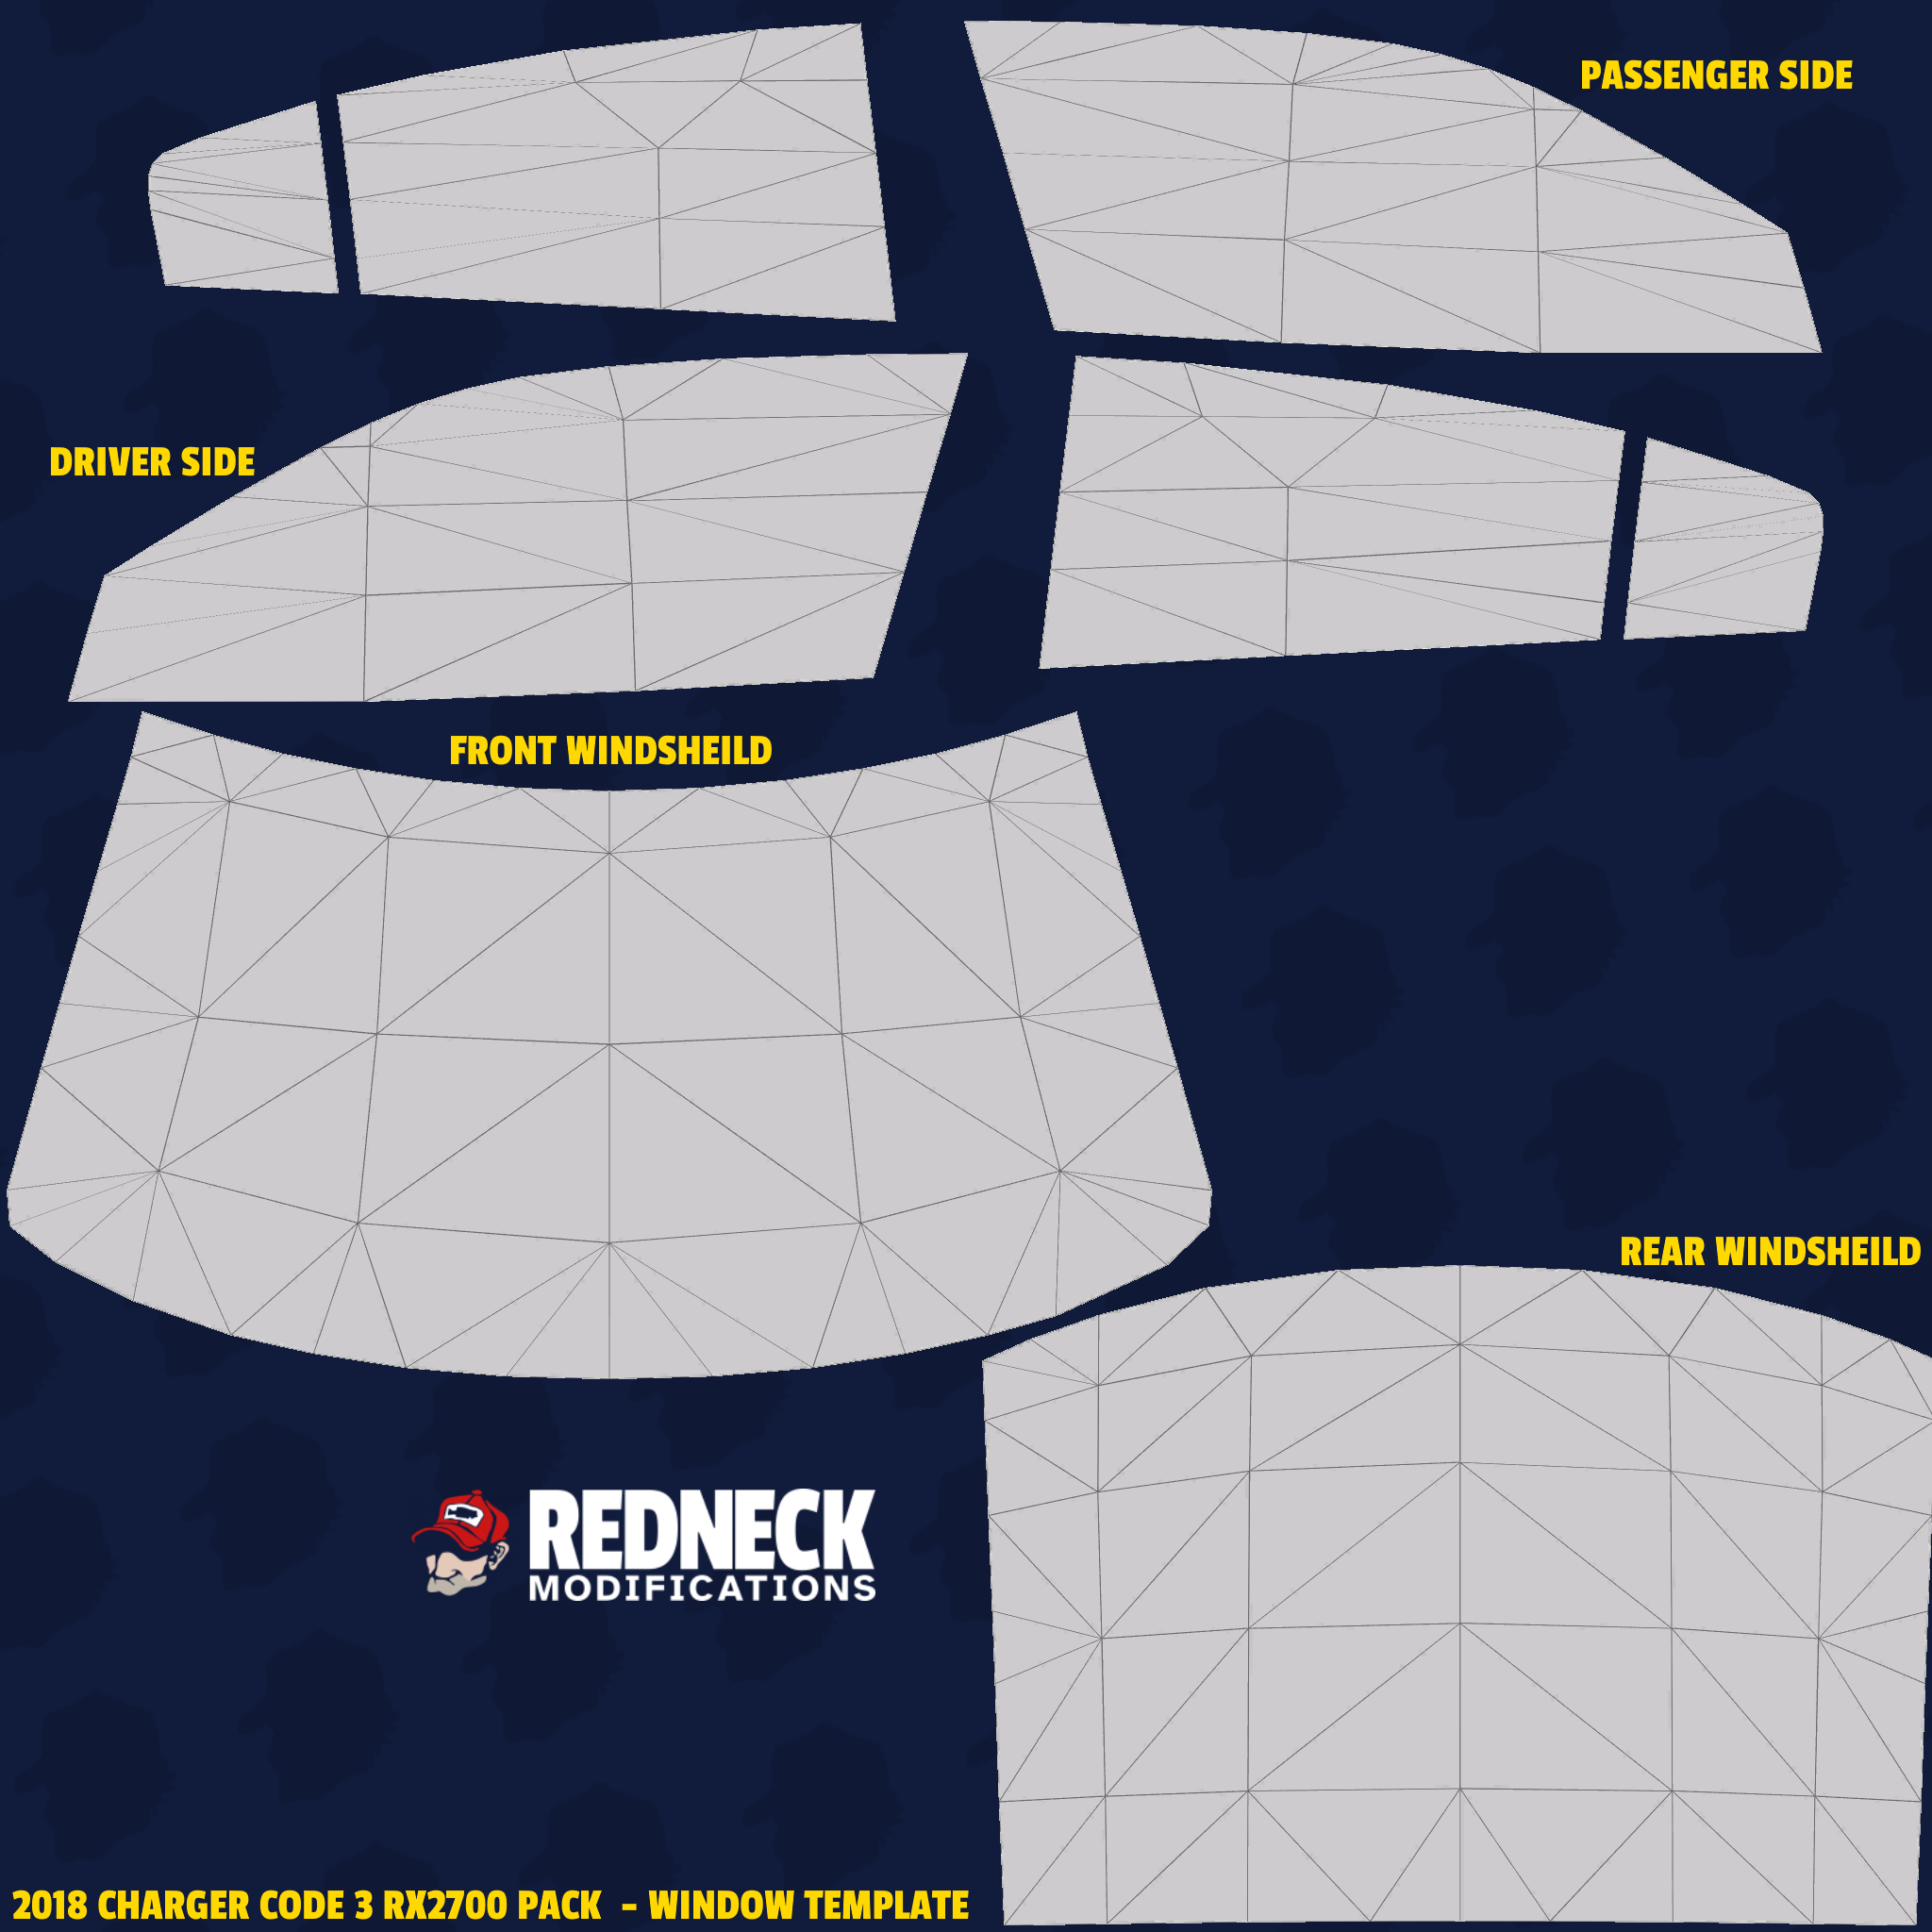 PASSENGER SIDE
DRIVER SIDE
FRONT WINDSHEILD
REAR WINDSHEILD
REDNECK
MODIFICATIONS
2018 CHARGER CODE 3 RX2700 PACK - WINDOW TEMPLATE